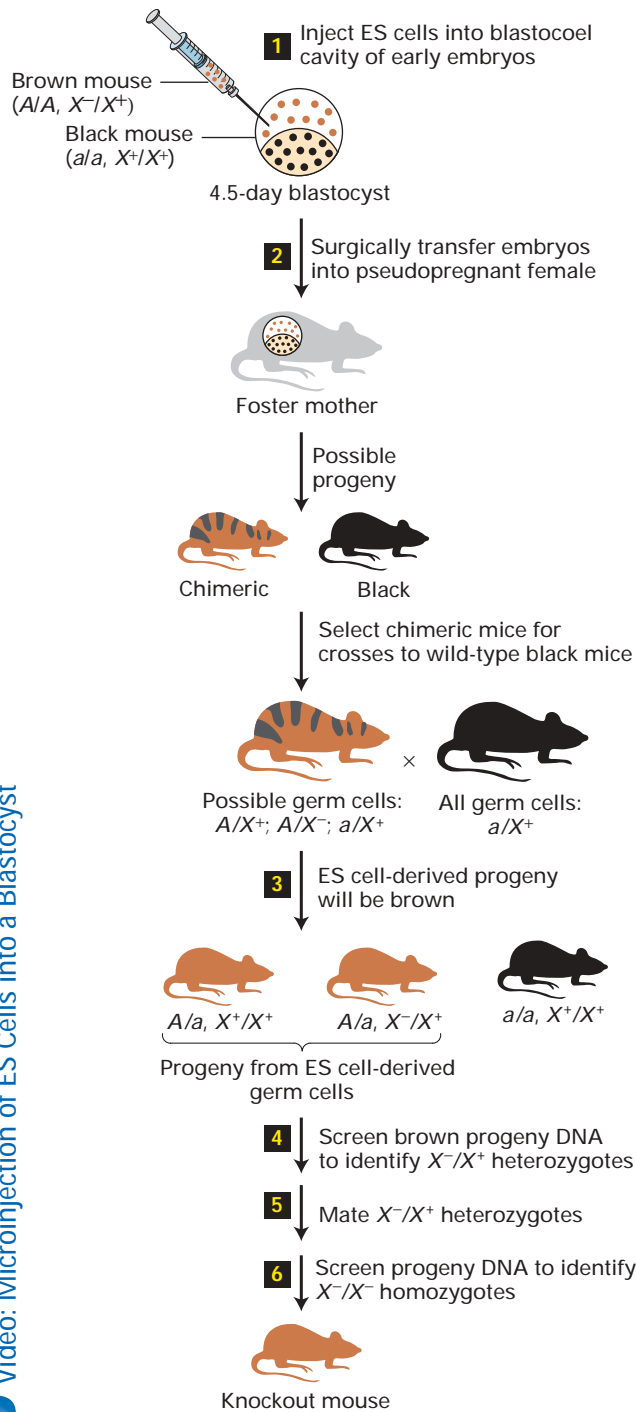 1
Inject ES cells into blastocoel
cavity of early embryos
Brown mouse
(A/A, X⁻/X⁺)
Black mouse
(a/a, X⁺/X⁺)
4.5-day blastocyst
2
Surgically transfer embryos
into pseudopregnant female
Foster mother
Possible
progeny
Chimeric
Black
Select chimeric mice for
crosses to wild-type black mice
×
Possible germ cells:
A/X⁺; A/X⁻; a/X⁺
All germ cells:
a/X⁺
3
ES cell-derived progeny
will be brown
A/a, X⁺/X⁺
A/a, X⁻/X⁺
a/a, X⁺/X⁺
Progeny from ES cell-derived
germ cells
4
Screen brown progeny DNA
to identify X⁻/X⁺ heterozygotes
5
Mate X⁻/X⁺ heterozygotes
6
Screen progeny DNA to identify
X⁻/X⁻ homozygotes
Knockout mouse
Video: Microinjection of ES Cells into a Blastocyst